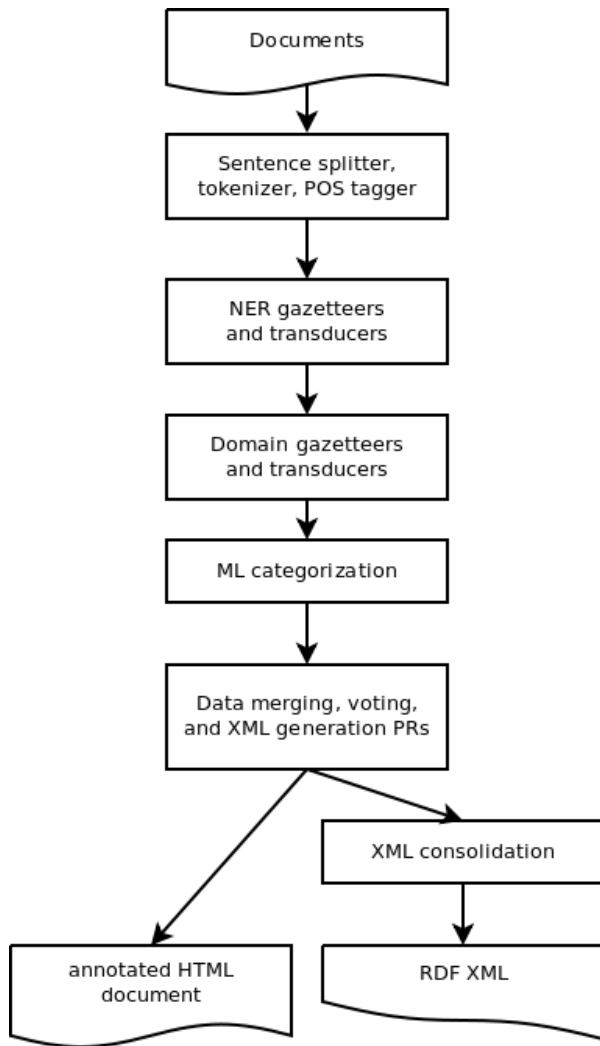 Documents
Sentence splitter,
tokenizer, POS tagger
NER gazetteers
and transducers
Domain gazetteers
and transducers
ML categorization
Data merging, voting,
and XML generation PRs
XML consolidation
annotated HTML
document
RDF XML